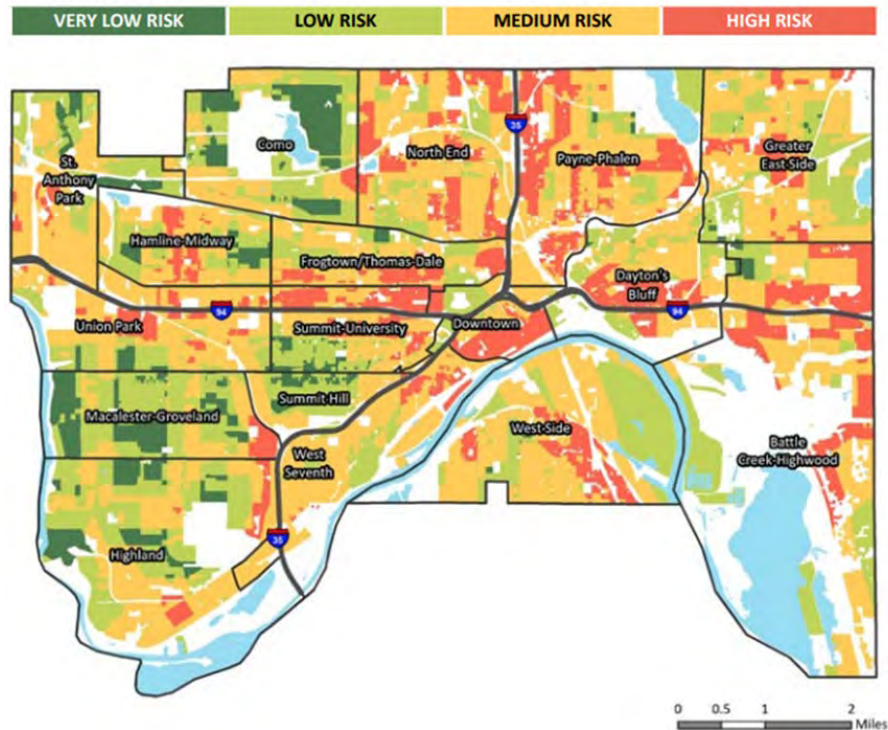 VERY LOW RISK
LOW RISK
MEDIUM RISK
HIGH RISK
35
Como
North End
Payne-Phalen
Greater
East-Side
St.
Anthony
Park
Hamline-Midway
Frogtown/Thomas-Dale
Dayton's
Bluff
94
94
Union Park
Summit-University
Downtown
Summit-Hill
Macalester-Groveland
West-Side
West
Seventh
Battle
Creek-Highwood
35
Highland
0 0.5 1 2
Miles